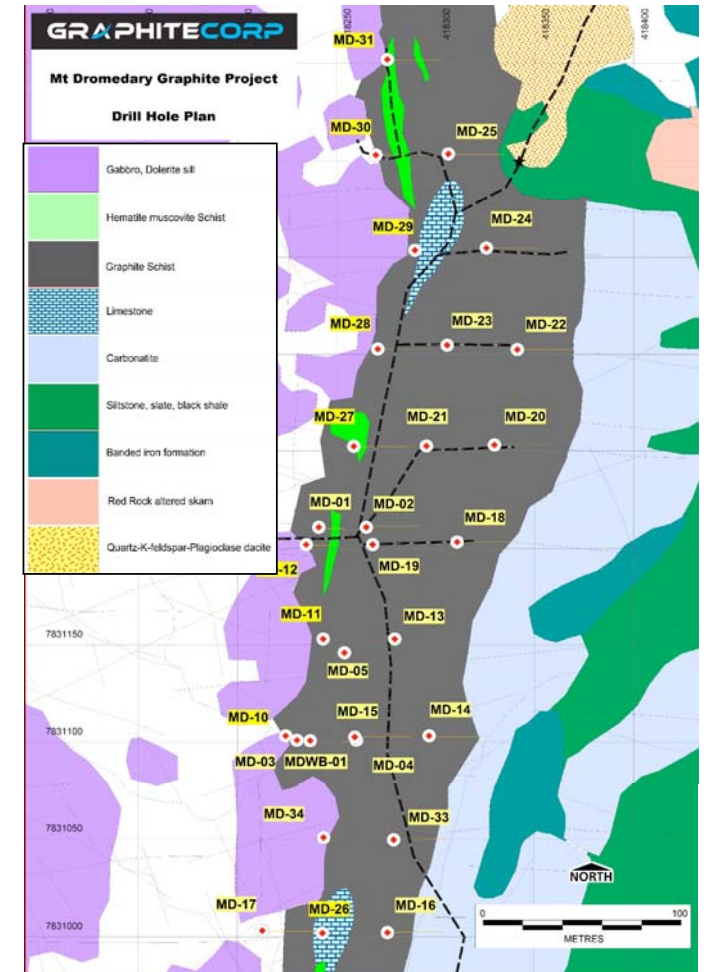 GRAPHITECORP
Mt Dromedary Graphite Project
Drill Hole Plan
418250
418300
418350
418400
Gabbro, Dolerite sill
Hematite muscovite Schist
Graphite Schist
Limestone
Carbonatite
Siltstone, slate, black shale
Banded iron formation
Red Rock altered skarn
Quartz-K-feldspar-Plagioclase dacite
MD-31
MD-30
MD-25
MD-24
MD-29
MD-23
MD-28
MD-22
MD-27
MD-21
MD-20
MD-01
MD-02
MD-18
MD-19
-12
MD-11
MD-13
7831150
MD-05
MD-10
MD-15
MD-14
7831100
MD-03
MDWB-01
MD-04
MD-34
MD-33
7831050
NORTH
MD-17
MD-26
MD-16
7831000
0
100
METRES